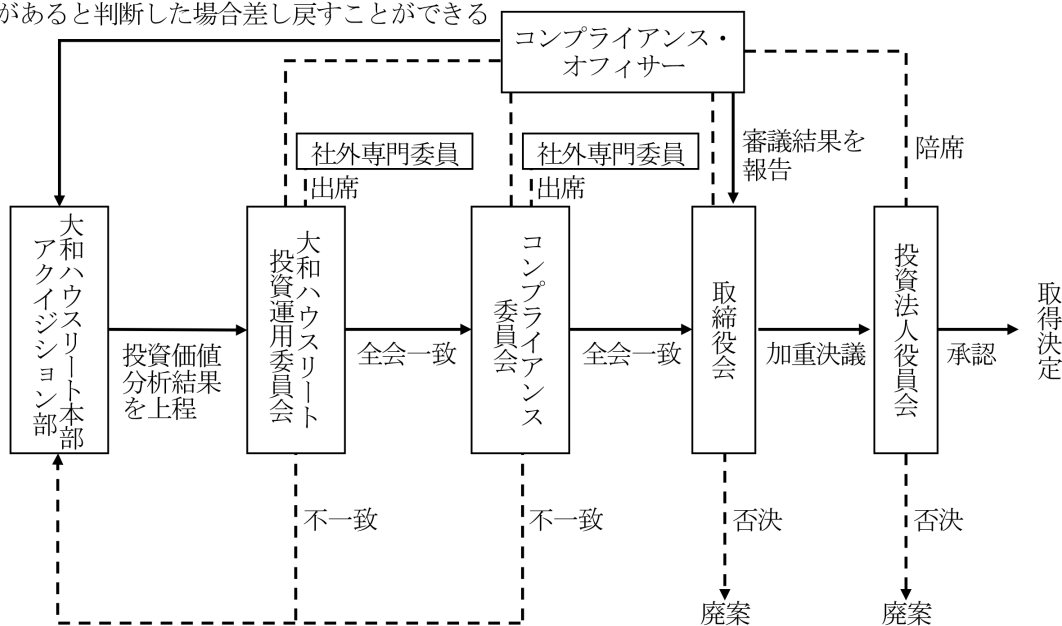 があると判断した場合差し戻すことができる
コンプライアンス・
オフィサー
社外専門委員
出席
社外専門委員
出席
審議結果を
報告
陪席
大和ハウスリート本部
アクイジション部
投資価値
分析結果
を上程
大和ハウスリート
投資運用委員会
全会一致
コンプライアンス
委員会
全会一致
取締役会
加重決議
投資法人役員会
承認
取得決定
不一致
不一致
否決
否決
廃案
廃案